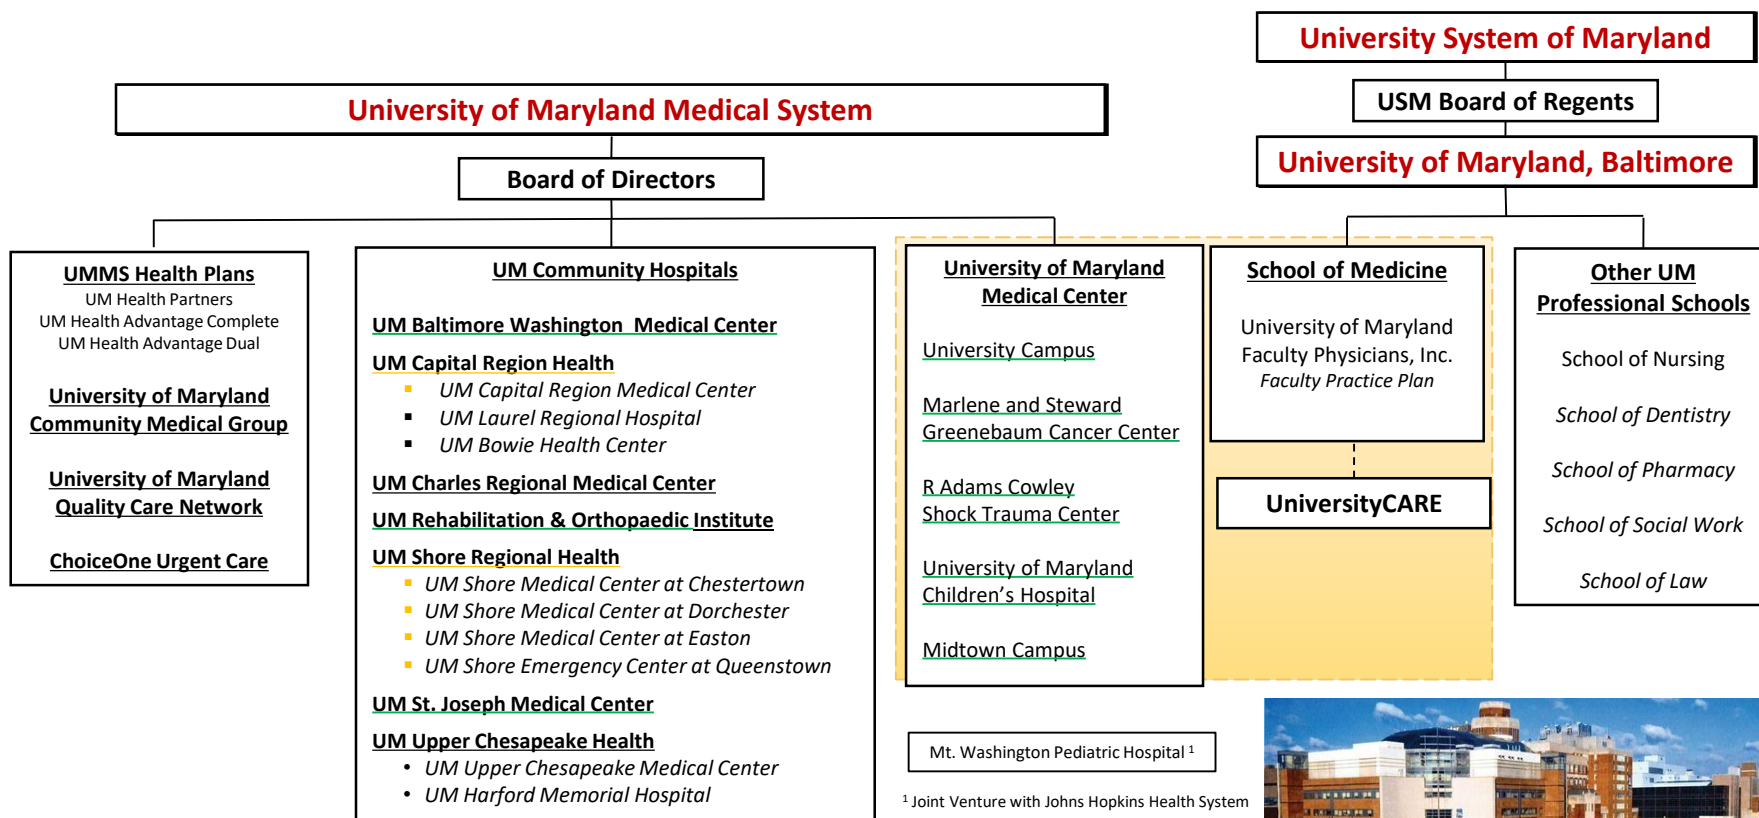 University System of Maryland
USM Board of Regents
University of Maryland, Baltimore
University of Maryland Medical System
Board of Directors
UMMS Health Plans
UM Health Partners
UM Health Advantage Complete
UM Health Advantage Dual
University of Maryland
Community Medical Group
University of Maryland
Quality Care Network
ChoiceOne Urgent Care
UM Community Hospitals
UM Baltimore Washington Medical Center
UM Capital Region Health
▪ UM Capital Region Medical Center
▪ UM Laurel Regional Hospital
▪ UM Bowie Health Center
UM Charles Regional Medical Center
UM Rehabilitation & Orthopaedic Institute
UM Shore Regional Health
▪ UM Shore Medical Center at Chestertown
▪ UM Shore Medical Center at Dorchester
▪ UM Shore Medical Center at Easton
▪ UM Shore Emergency Center at Queenstown
UM St. Joseph Medical Center
UM Upper Chesapeake Health
• UM Upper Chesapeake Medical Center
• UM Harford Memorial Hospital
University of Maryland
Medical Center
University Campus
Marlene and Steward
Greenebaum Cancer Center
R Adams Cowley
Shock Trauma Center
University of Maryland
Children’s Hospital
Midtown Campus
School of Medicine
University of Maryland
Faculty Physicians, Inc.
Faculty Practice Plan
UniversityCARE
Other UM
Professional Schools
School of Nursing
School of Dentistry
School of Pharmacy
School of Social Work
School of Law
Mt. Washington Pediatric Hospital ¹
¹ Joint Venture with Johns Hopkins Health System